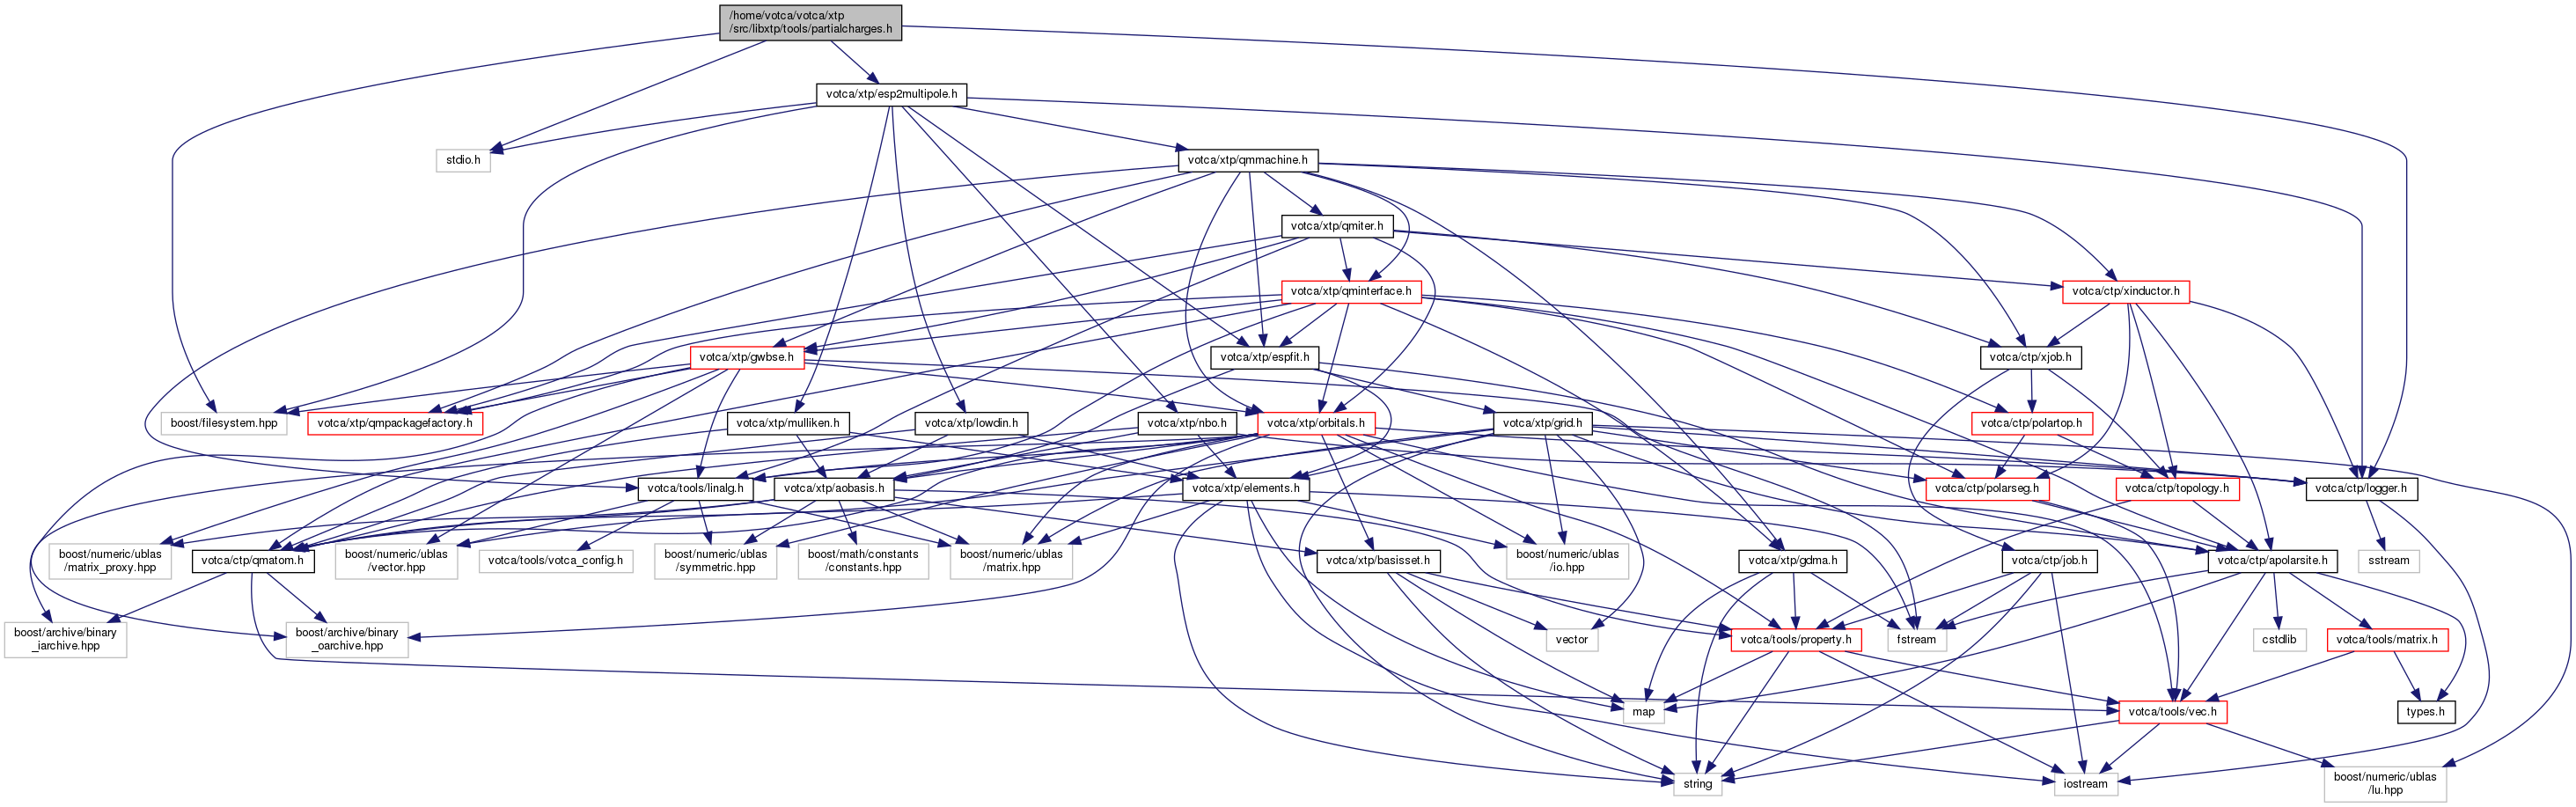 /home/votca/votca/xtp
/src/libxtp/tools/partialcharges.h
votca/xtp/esp2multipole.h
stdio.h
votca/xtp/qmmachine.h
votca/xtp/qmiter.h
votca/xtp/qminterface.h
votca/ctp/xinductor.h
votca/xtp/gwbse.h
votca/xtp/espfit.h
votca/ctp/xjob.h
boost/filesystem.hpp
votca/xtp/qmpackagefactory.h
votca/xtp/mulliken.h
votca/xtp/lowdin.h
votca/xtp/nbo.h
votca/xtp/orbitals.h
votca/xtp/grid.h
votca/ctp/polartop.h
votca/tools/linalg.h
votca/xtp/aobasis.h
votca/xtp/elements.h
votca/ctp/polarseg.h
votca/ctp/topology.h
votca/ctp/logger.h
boost/numeric/ublas
/matrix_proxy.hpp
votca/ctp/qmatom.h
boost/numeric/ublas
/vector.hpp
votca/tools/votca_config.h
boost/numeric/ublas
/symmetric.hpp
boost/math/constants
/constants.hpp
boost/numeric/ublas
/matrix.hpp
votca/xtp/basisset.h
boost/numeric/ublas
/io.hpp
votca/xtp/gdma.h
votca/ctp/job.h
votca/ctp/apolarsite.h
sstream
boost/archive/binary
_iarchive.hpp
boost/archive/binary
_oarchive.hpp
vector
votca/tools/property.h
fstream
cstdlib
votca/tools/matrix.h
map
votca/tools/vec.h
types.h
string
iostream
boost/numeric/ublas
/lu.hpp